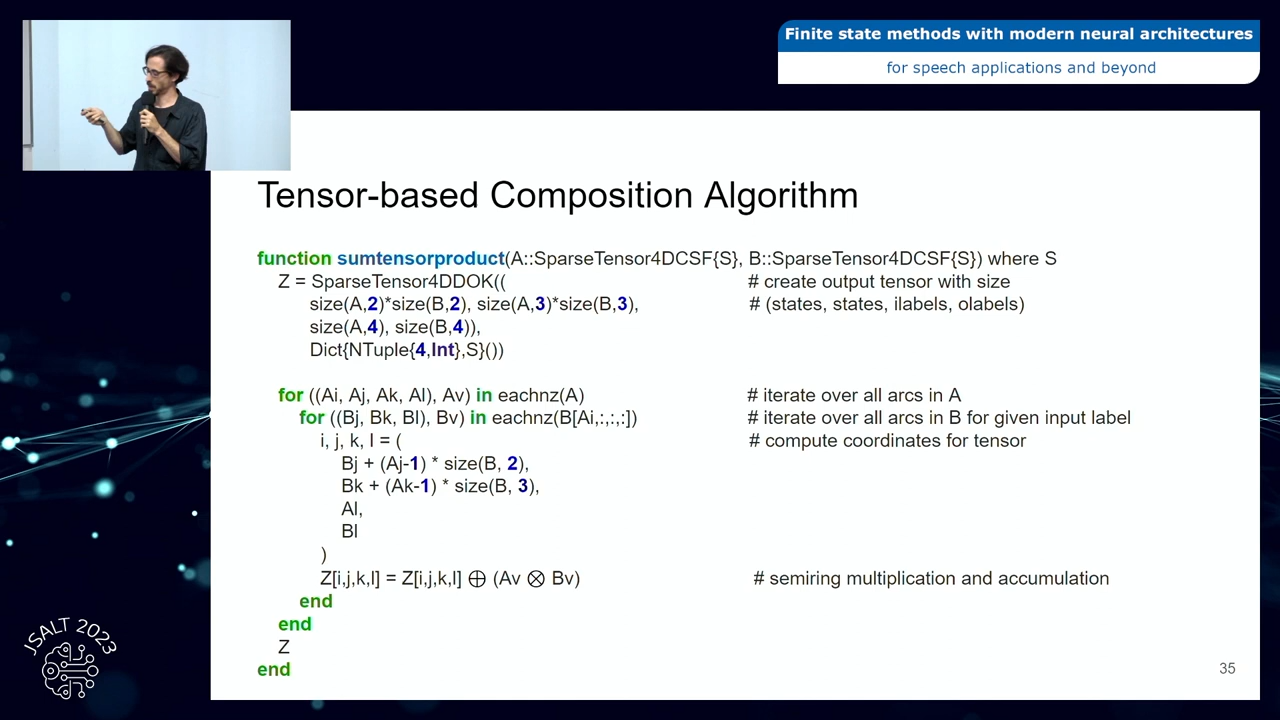 Finite state methods with modern neural architectures
for speech applications and beyond
Tensor-based Composition Algorithm
function sumtensorproduct(A::SparseTensor4DCSF{S}, B::SparseTensor4DCSF{S}) where S
Z = SparseTensor4DDOK(( # create output tensor with size
size(A,2)*size(B,2), size(A,3)*size(B,3), # (states, states, ilabels, olabels)
size(A,4), size(B,4)),
Dict{NTuple{4,Int},S}())
for ((Ai, Aj, Ak, Al), Av) in eachnz(A) # iterate over all arcs in A
for ((Bj, Bk, Bl), Bv) in eachnz(B[Ai,:,:,:]) # iterate over all arcs in B for given input label
i, j, k, l = ( # compute coordinates for tensor
Bj + (Aj-1) * size(B, 2),
Bk + (Ak-1) * size(B, 3),
Al,
Bl
)
Z[i,j,k,l] = Z[i,j,k,l] ⊕ (Av ⊗ Bv) # semiring multiplication and accumulation
end
end
Z
end
JSALT 2023
35